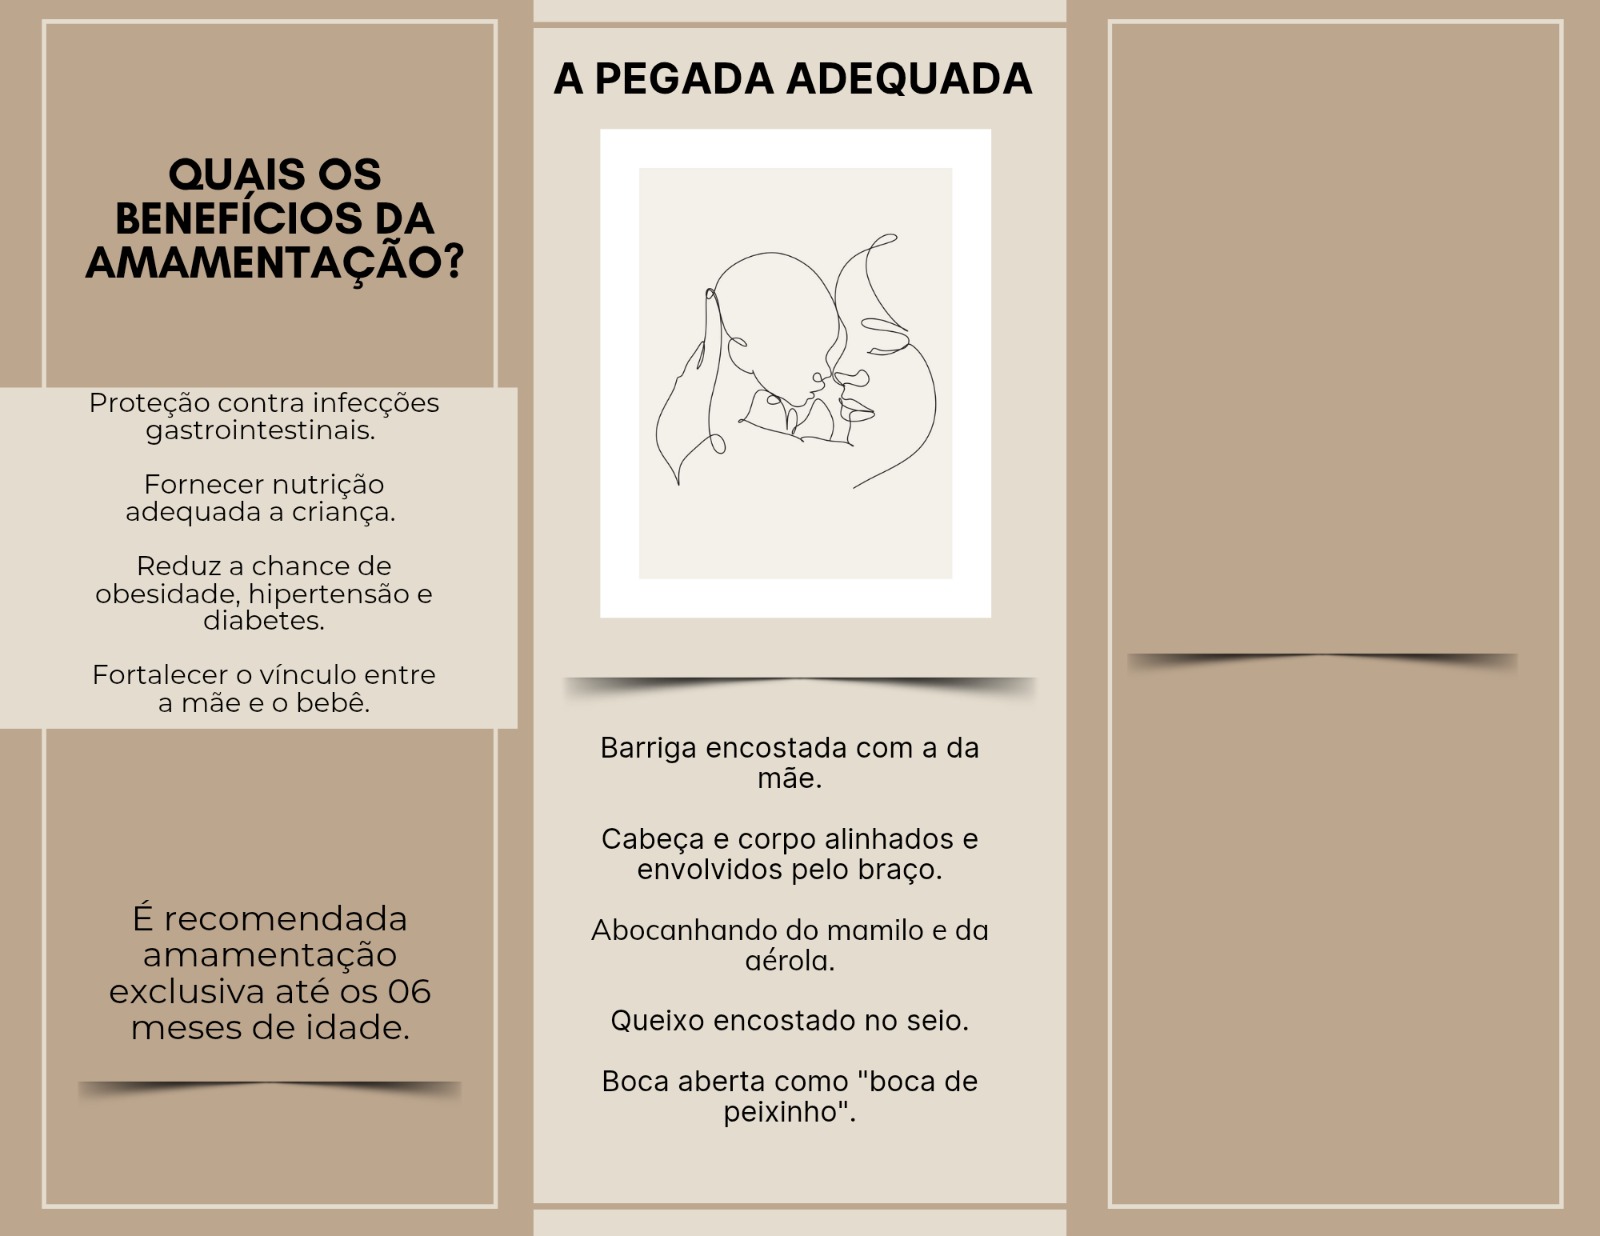 QUAIS OS
BENEFÍCIOS DA
AMAMENTAÇÃO?
Proteção contra infecções
gastrointestinais.
Fornecer nutrição
adequada a criança.
Reduz a chance de
obesidade, hipertensão e
diabetes.
Fortalecer o vínculo entre
a mãe e o bebê.
É recomendada
amamentação
exclusiva até os 06
meses de idade.
A PEGADA ADEQUADA
Barriga encostada com a da
mãe.
Cabeça e corpo alinhados e
envolvidos pelo braço.
Abocanhando do mamilo e da
aérola.
Queixo encostado no seio.
Boca aberta como "boca de
peixinho".